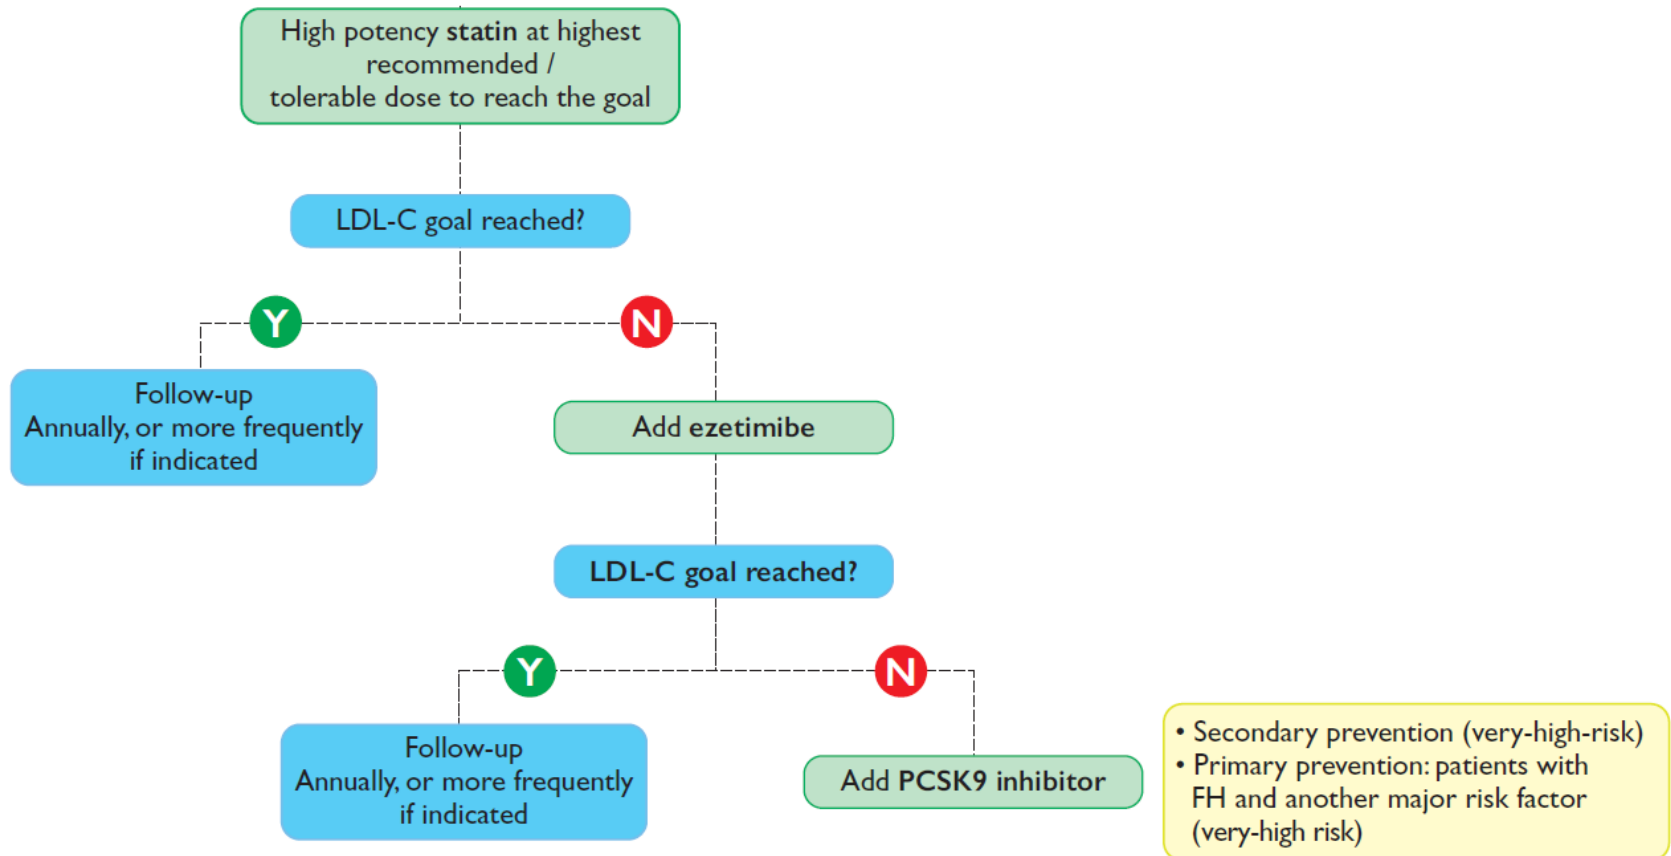 High potency statin at highest
recommended /
tolerable dose to reach the goal
LDL-C goal reached?
Y
N
Follow-up
Annually, or more frequently
if indicated
Add ezetimibe
LDL-C goal reached?
Y
N
Follow-up
Annually, or more frequently
if indicated
Add PCSK9 inhibitor
• Secondary prevention (very-high-risk)
• Primary prevention: patients with
FH and another major risk factor
(very-high risk)